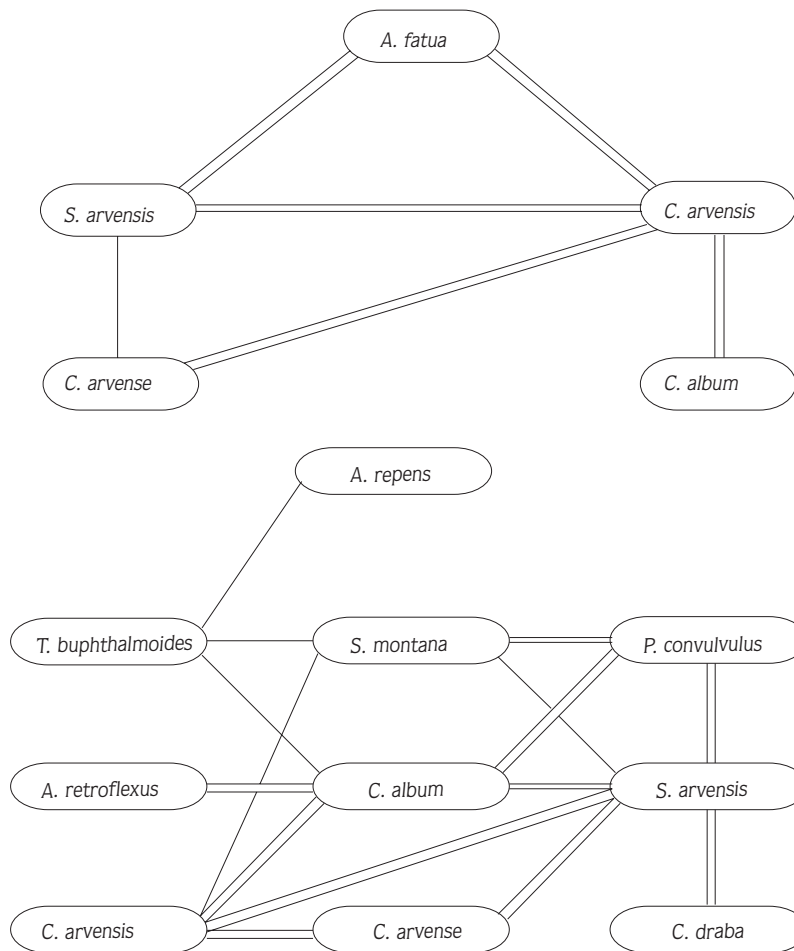 A. fatua
S. arvensis
C. arvensis
C. arvense
C. album
A. repens
T. buphthalmoides
S. montana
P. convulvulus
A. retroflexus
C. album
S. arvensis
C. arvensis
C. arvense
C. draba